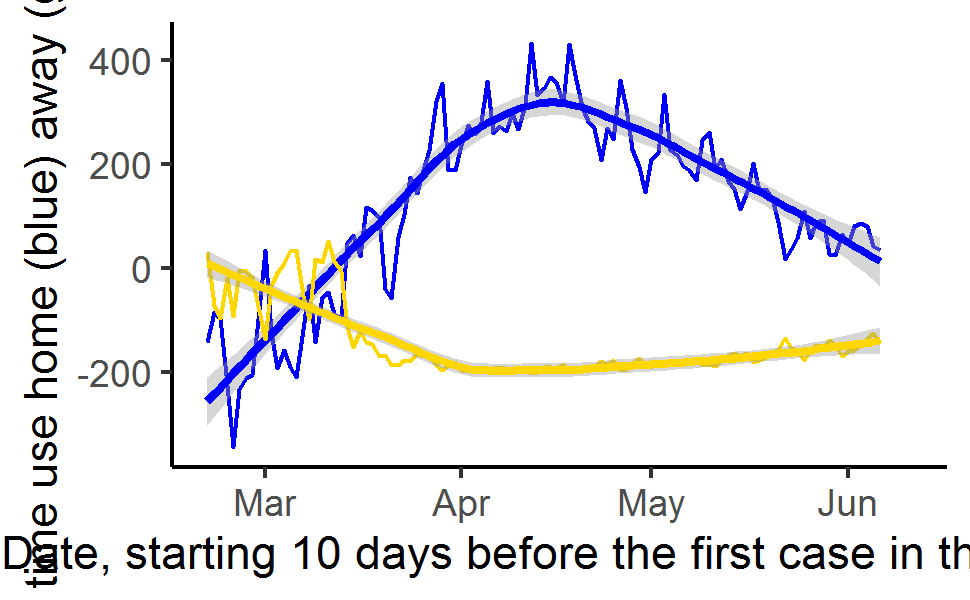 time use home (blue) away (
400
200
0
-200
Mar Apr May Jun
Date, starting 10 days before the first case in th